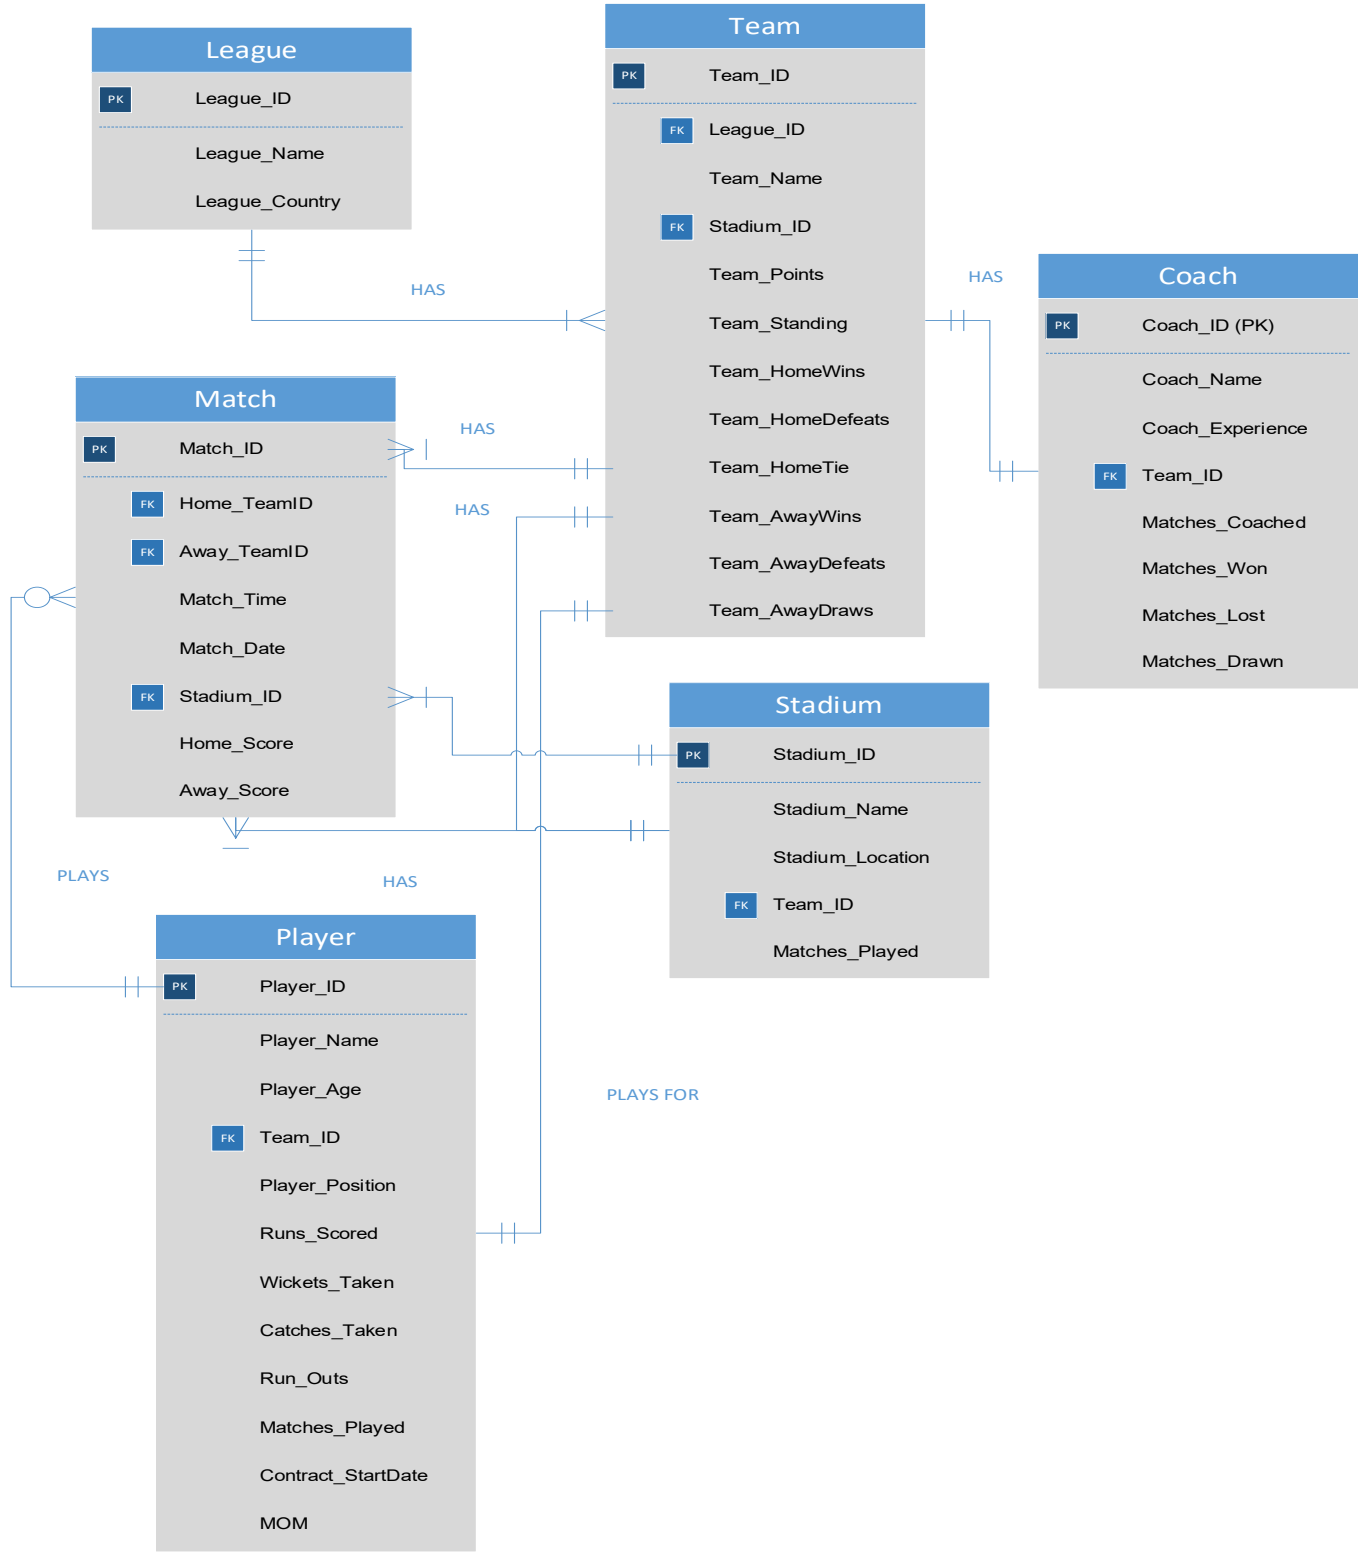 League
PK League_ID
League_Name
League_Country
Team
PK Team_ID
FK League_ID
Team_Name
FK Stadium_ID
Team_Points
Team_Standing
Team_HomeWins
Team_HomeDefeats
Team_HomeTie
Team_AwayWins
Team_AwayDefeats
Team_AwayDraws
HAS
HAS
Coach
PK Coach_ID (PK)
Coach_Name
Coach_Experience
FK Team_ID
Matches_Coached
Matches_Won
Matches_Lost
Matches_Drawn
Match
PK Match_ID
FK Home_TeamID
FK Away_TeamID
Match_Time
Match_Date
FK Stadium_ID
Home_Score
Away_Score
HAS
HAS
Stadium
PK Stadium_ID
Stadium_Name
Stadium_Location
FK Team_ID
Matches_Played
PLAYS
HAS
Player
PK Player_ID
Player_Name
Player_Age
FK Team_ID
Player_Position
Runs_Scored
Wickets_Taken
Catches_Taken
Run_Outs
Matches_Played
Contract_StartDate
MOM
PLAYS FOR